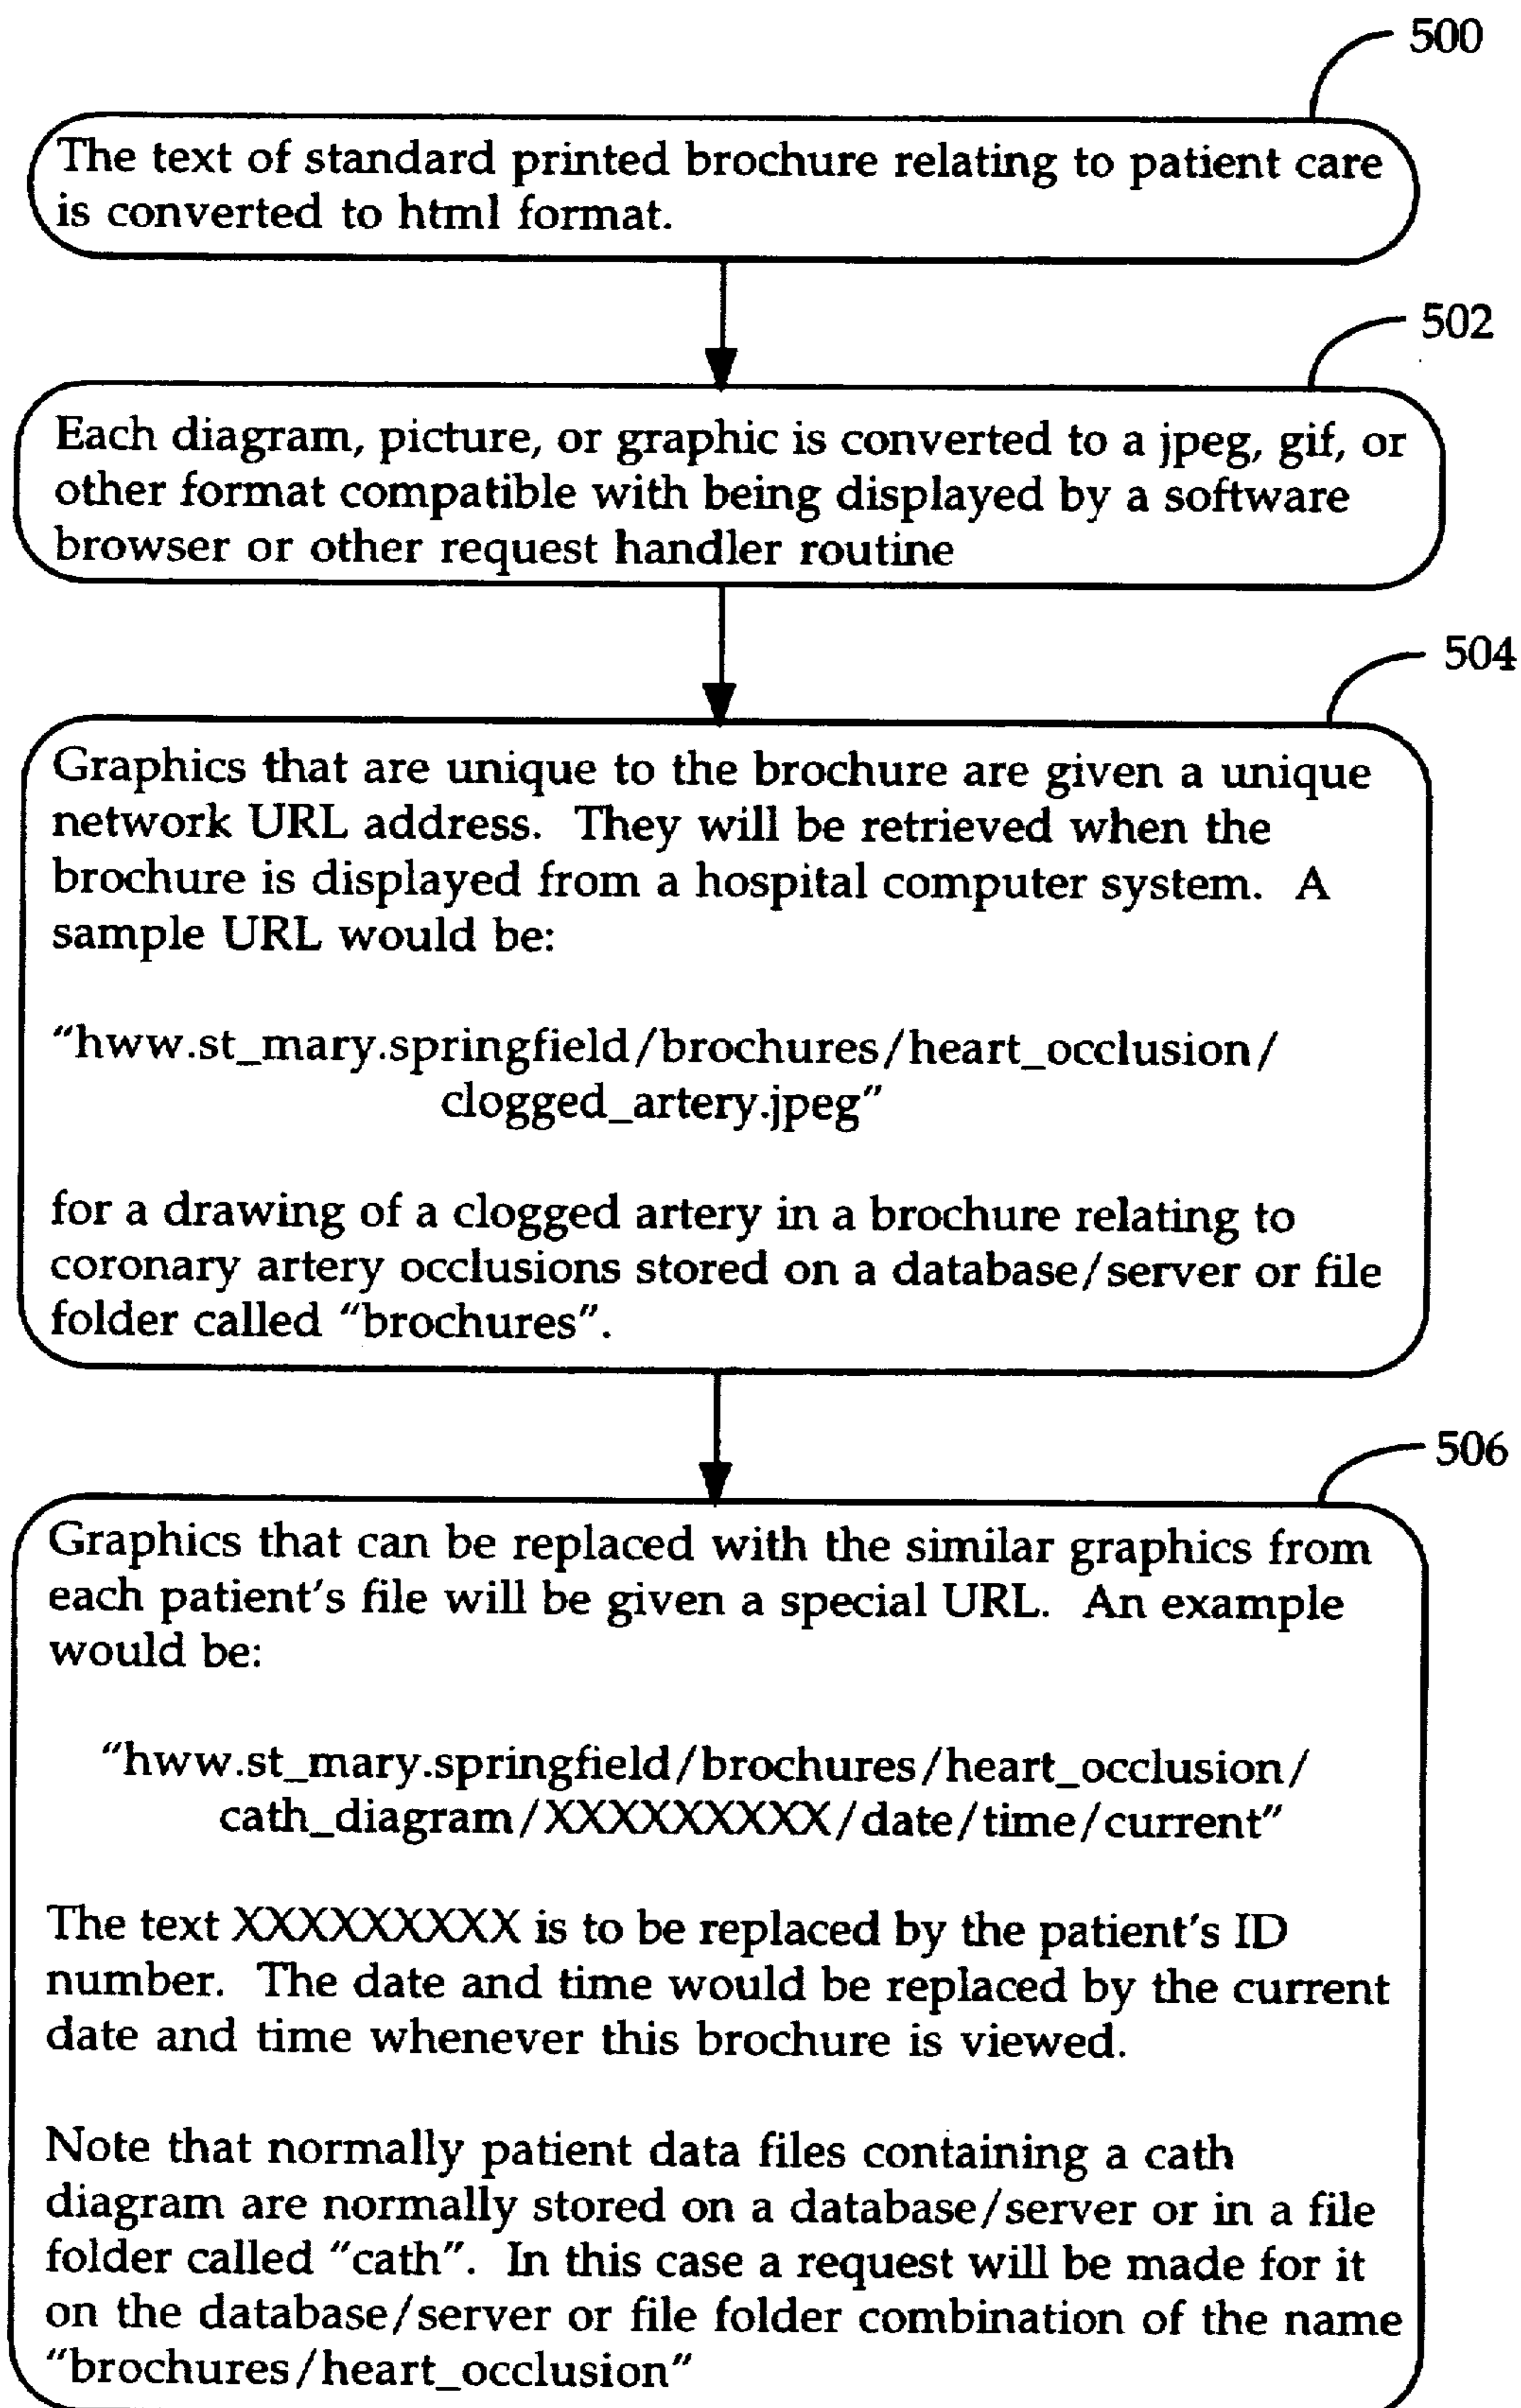 500
The text of standard printed brochure relating to patient care
is converted to html format.
502
Each diagram, picture, or graphic is converted to a jpeg, gif, or
other format compatible with being displayed by a software
browser or other request handler routine
504
Graphics that are unique to the brochure are given a unique
network URL address.  They will be retrieved when the
brochure is displayed from a hospital computer system.  A
sample URL would be:
"hww.st_mary.springfield/brochures/heart_occlusion/
clogged_artery.jpeg"
for a drawing of a clogged artery in a brochure relating to
coronary artery occlusions stored on a database/server or file
folder called "brochures".
506
Graphics that can be replaced with the similar graphics from
each patient's file will be given a special URL.  An example
would be:
"hww.st_mary.springfield/brochures/heart_occlusion/
cath_diagram/XXXXXXXXX/date/time/current"
The text XXXXXXXXX is to be replaced by the patient's ID
number.  The date and time would be replaced by the current
date and time whenever this brochure is viewed.
Note that normally patient data files containing a cath
diagram are normally stored on a database/server or in a file
folder called "cath".  In this case a request will be made for it
on the database/server or file folder combination of the name
"brochures/heart_occlusion"